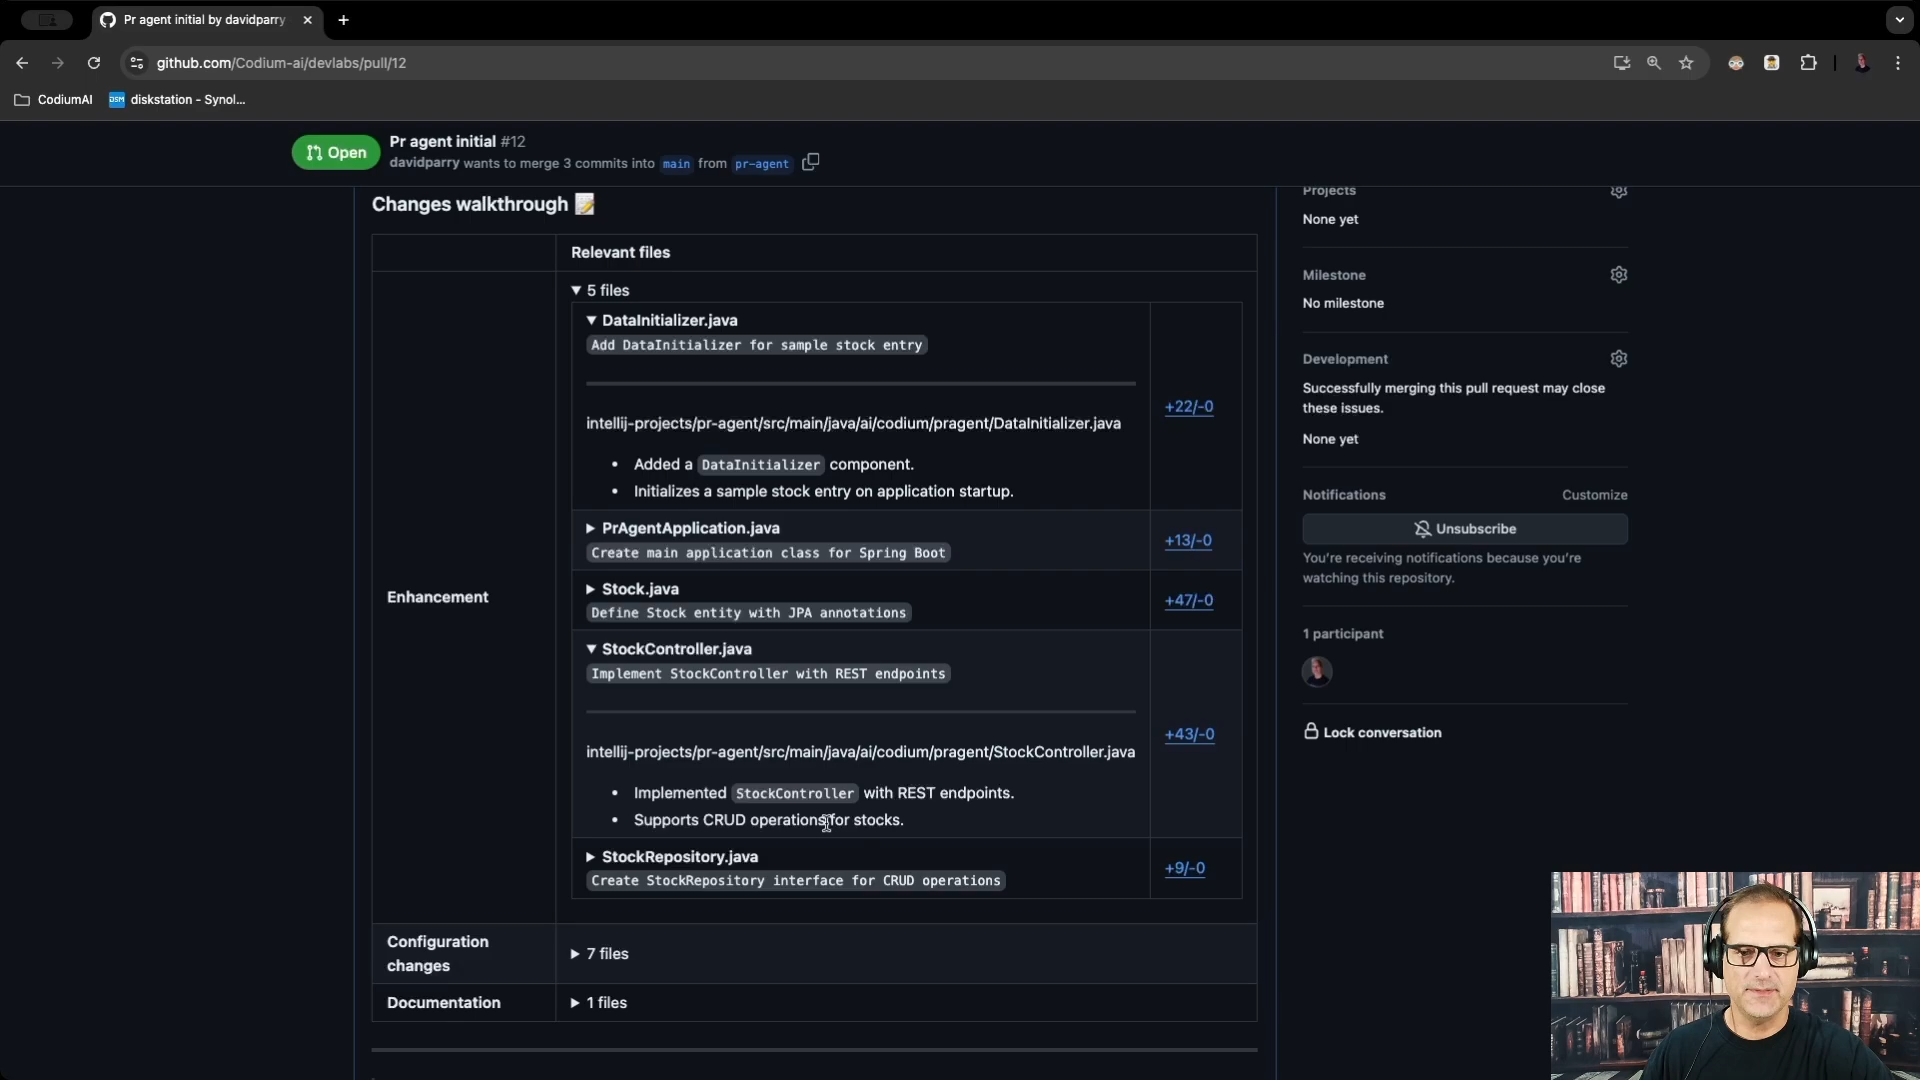 Pr agent initial by davidparry
github.com/Codium-ai/devlabs/pull/12
CodiumAI
DSM
diskstation - Synol...
Open
Pr agent initial #12
davidparry wants to merge 3 commits into main from pr-agent
Changes walkthrough
Relevant files
Enhancement
5 files
DataInitializer.java
Add DataInitializer for sample stock entry
intellij-projects/pr-agent/src/main/java/ai/codium/pragent/DataInitializer.java
• Added a DataInitializer component.
• Initializes a sample stock entry on application startup.
+22/-0
PrAgentApplication.java
Create main application class for Spring Boot
+13/-0
Stock.java
Define Stock entity with JPA annotations
+47/-0
StockController.java
Implement StockController with REST endpoints
intellij-projects/pr-agent/src/main/java/ai/codium/pragent/StockController.java
• Implemented StockController with REST endpoints.
• Supports CRUD operations for stocks.
+43/-0
StockRepository.java
Create StockRepository interface for CRUD operations
+9/-0
Configuration
changes
7 files
Documentation
1 files
Projects
None yet
Milestone
No milestone
Development
Successfully merging this pull request may close
these issues.
None yet
Notifications
Customize
Unsubscribe
You're receiving notifications because you're
watching this repository.
1 participant
Lock conversation